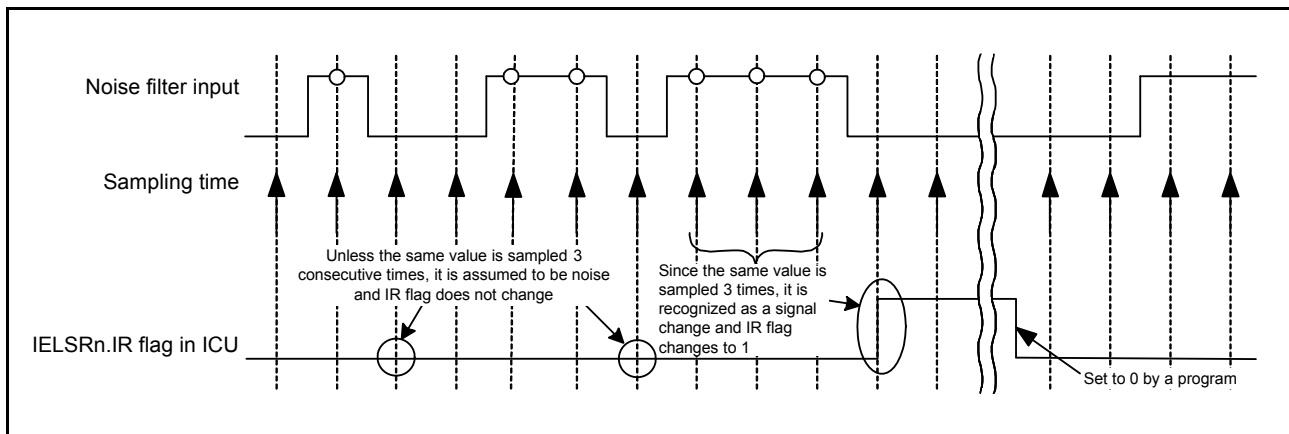 Noise filter input
Sampling time
Unless the same value is sampled 3
consecutive times, it is assumed to be noise
and IR flag does not change
Since the same value is
sampled 3 times, it is
recognized as a signal
change and IR flag
changes to 1
IELSRn.IR flag in ICU
Set to 0 by a program